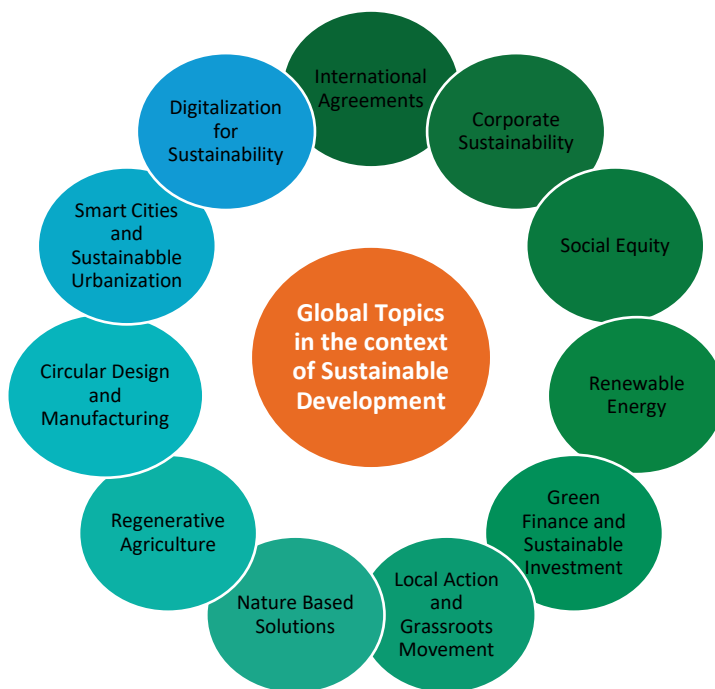 International
Agreements
Corporate
Sustainability
Social Equity
Renewable
Energy
Green
Finance and
Sustainable
Investment
Local Action
and
Grassroots
Movement
Nature Based
Solutions
Regenerative
Agriculture
Circular Design
and
Manufacturing
Smart Cities
and
Sustainabble
Urbanization
Digitalization
for
Sustainability
Global Topics
in the context
of Sustainable
Development